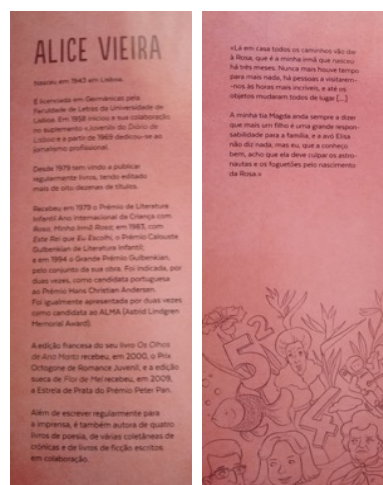 ALICE VIEIRA
Nasceu em 1943 em Lisboa.
É licenciada em Germânicas pela
Faculdade de Letras da Universidade de
Lisboa. Em 1958 iniciou a sua colaboração
no suplemento «Juvenil» do Diário de
Lisboa e a partir de 1969 dedicou-se ao
jornalismo profissional.
Desde 1979 tem vindo a publicar
regularmente livros, tendo editado
mais de oito dezenas de títulos.
Recebeu em 1979 o Prémio de Literatura
Infantil Ano Internacional da Criança com
Rosa, Minha Irmã Rosa; em 1983, com
Este Rei que Eu Escolhi, o Prémio Calouste
Gulbenkian de Literatura Infantil;
e em 1994 o Grande Prémio Gulbenkian,
pelo conjunto da sua obra. Foi indicada, por
duas vezes, como candidata portuguesa
ao Prémio Hans Christian Andersen.
Foi igualmente apresentada por duas vezes
como candidata ao ALMA (Astrid Lindgren
Memorial Award).
A edição francesa do seu livro Os Olhos
de Ana Marta recebeu, em 2000, o Prix
Octogone de Romance Juvenil, e a edição
sueca de Flor de Mel recebeu, em 2009,
a Estrela de Prata do Prémio Peter Pan.
Além de escrever regularmente para
a imprensa, é também autora de quatro
livros de poesia, de várias coletâneas de
crónicas e de livros de ficção escritos
em colaboração.
«Lá em casa todos os caminhos vão dar
à Rosa, que é a minha irmã que nasceu
há três meses. Nunca mais houve tempo
para mais nada, há pessoas a visitarem-
-nos às horas mais incríveis, e até os
objetos mudaram todos de lugar [...]
A minha tia Magda ande sempre a dizer
que mais um filho é uma grande respon-
sabilidade para a família, e a avó Elisa
não diz nada, mas eu, que a conheço
bem, acho que ela deve culpar os astro-
nautas e os foguetões pelo nascimento
da Rosa.»
5
2
4